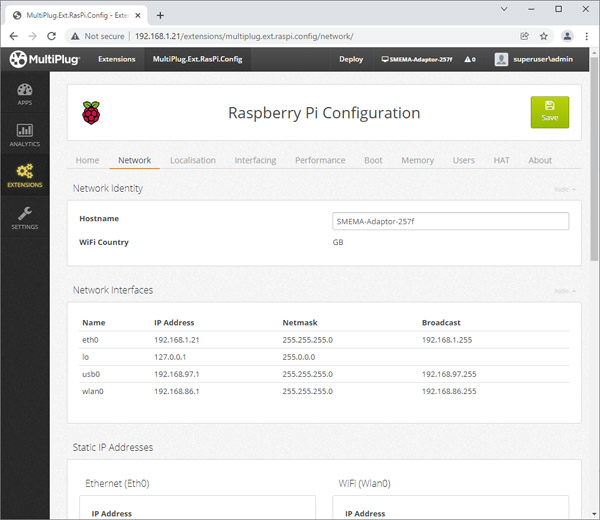 MultiPlug.Ext.RasPi.Config - Exte
Not secure | 192.168.1.21/extensions/multiplug.ext.raspi.config/network/
MultiPlug Extensions MultiPlug.Ext.RasPi.Config Deploy SMEMA-Adaptor-257f 0 superuser\admin
APPS
ANALYTICS
EXTENSIONS
SETTINGS
Raspberry Pi Configuration
Save
Home Network Localisation Interfacing Performance Boot Memory Users HAT About
Network Identity hide
Hostname SMEMA-Adaptor-257f
WiFi Country GB
Network Interfaces hide
Name IP Address Netmask Broadcast
eth0 192.168.1.21 255.255.255.0 192.168.1.255
lo 127.0.0.1 255.0.0.0
usb0 192.168.97.1 255.255.255.0 192.168.97.255
wlan0 192.168.86.1 255.255.255.0 192.168.86.255
Static IP Addresses
Ethernet (Eth0) WiFi (Wlan0)
IP Address IP Address